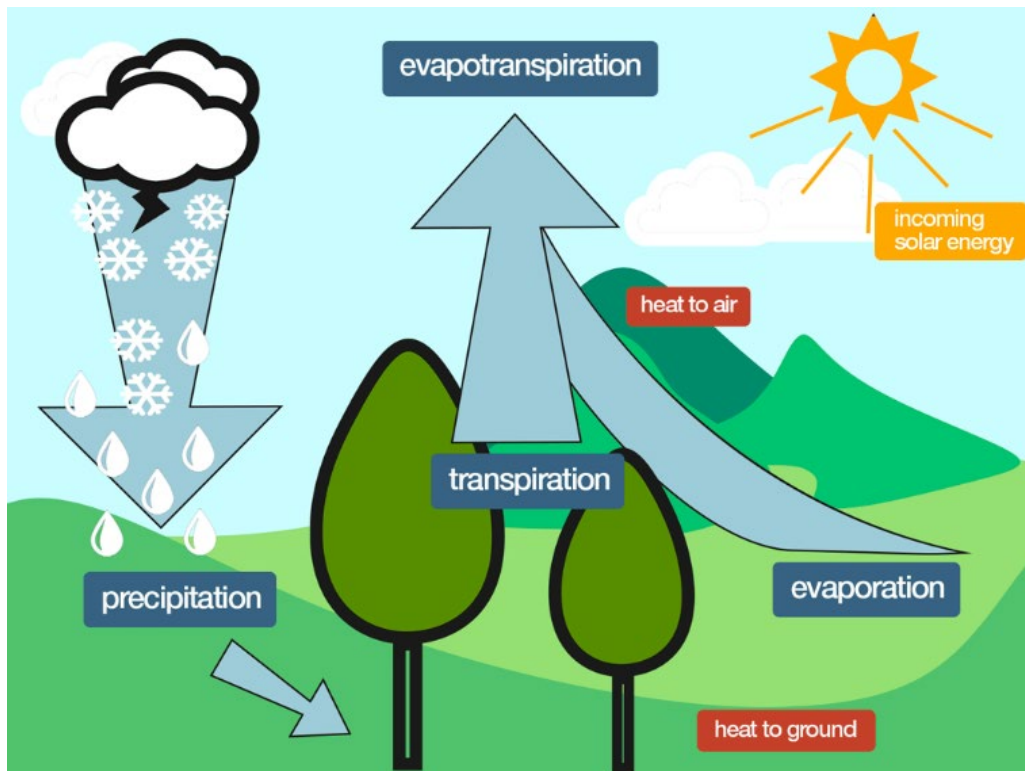 evapotranspiration
incoming
solar energy
heat to air
transpiration
precipitation
evaporation
heat to ground